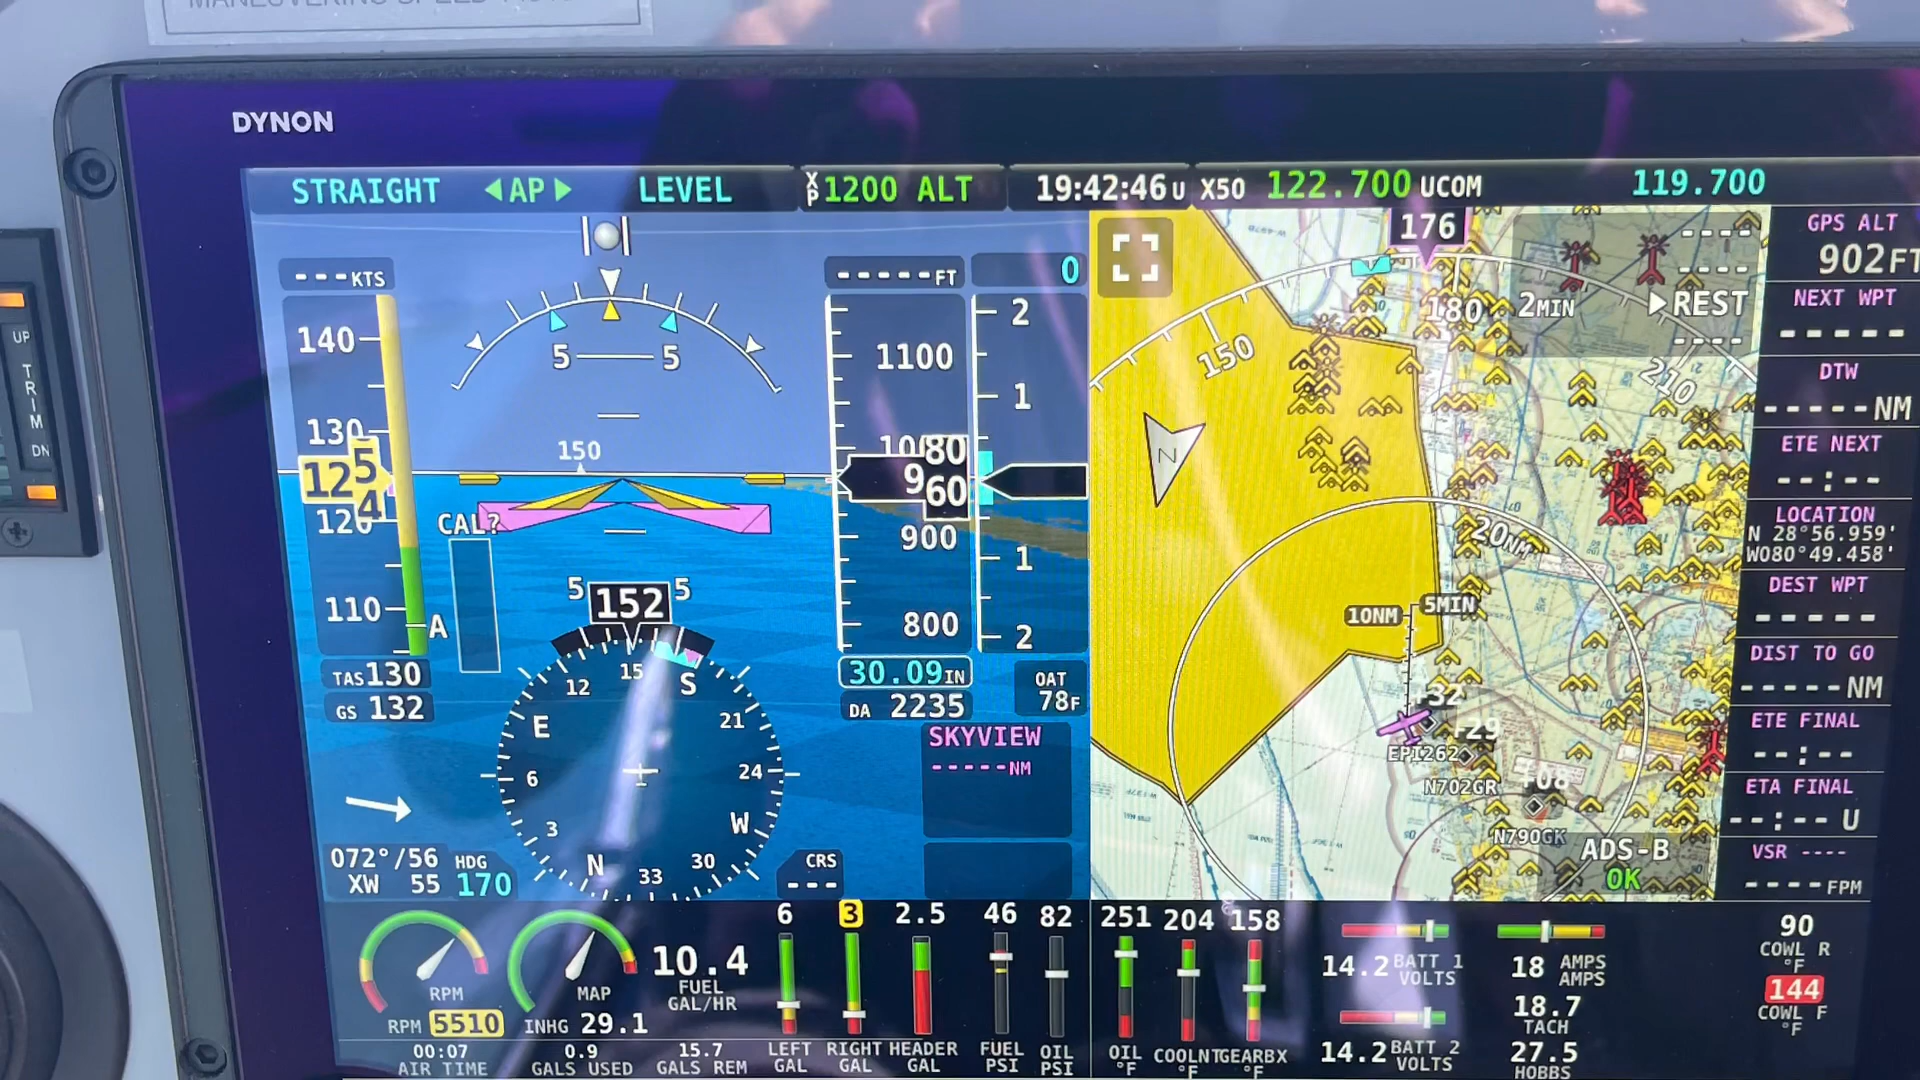 DYNON
STRAIGHT ◀AP▶ LEVEL
XP 1200 ALT
19:42:46U
X50 122.700 UCOM 119.700
---KTS
-----FT
0
140
130
125
4
120
110
A
TAS 130
GS 132
5 5
150
CAL?
5 5
152
1100
1080
960
900
800
2
1
1
2
30.09IN
DA 2235
OAT
78F
SKYVIEW
-----NM
12 15 S
E 21
6 24
3 W
N 33 30
072°/56
XW 55
HDG
170
CRS
---
176
150
180
210
2MIN
▶REST
----
----
----
N
20NM
10NM
5MIN
+32
+29
EPI262
N702GR
+08
N790GK
ADS-B
OK
GPS ALT
902FT
NEXT WPT
-----
DTW
-----NM
ETE NEXT
--:--
LOCATION
N 28°56.959'
W080°49.458'
DEST WPT
-----
DIST TO GO
-----NM
ETE FINAL
--:--
ETA FINAL
--:-- U
VSR ----
----FPM
UP
TRIM
DN
RPM
RPM 5510
MAP
INHG 29.1
10.4
FUEL
GAL/HR
00:07
AIR TIME
0.9
GALS USED
15.7
GALS REM
6
LEFT
GAL
3
RIGHT
GAL
2.5
HEADER
GAL
46
FUEL
PSI
82
OIL
PSI
251
OIL
°F
204
COOLNT
°F
158
GEARBX
°F
14.2 BATT 1
VOLTS
14.2 BATT 2
VOLTS
18 AMPS
AMPS
18.7
TACH
27.5
HOBBS
90
COWL R
°F
144
COWL F
°F